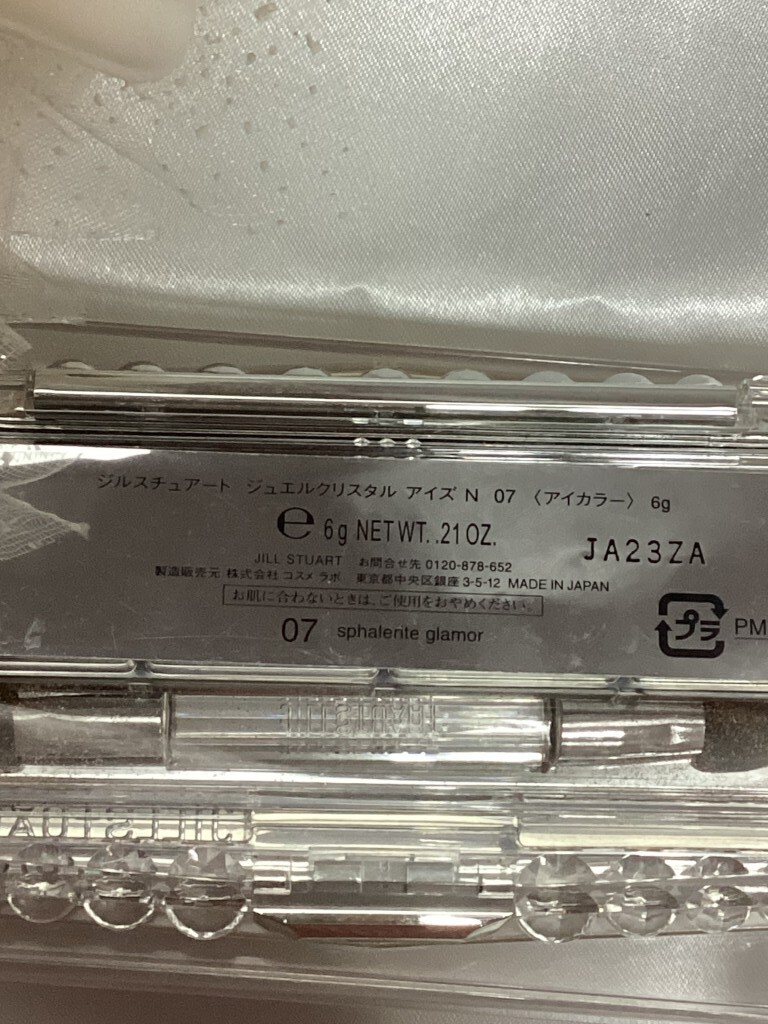 ジルスチュアート ジュエルクリスタル アイズ N 07 〈アイカラー〉 6g
e 6g NET WT. .21 OZ.
JA23ZA
JILL STUART お問合せ先 0120-878-652
製造販売元 株式会社 コスメ ラボ 東京都中央区銀座 3-5-12 MADE IN JAPAN
お肌に合わないときは、ご使用をおやめください。
07 sphalerite glamor
プラ PM
JILL STUART
JILL STUA